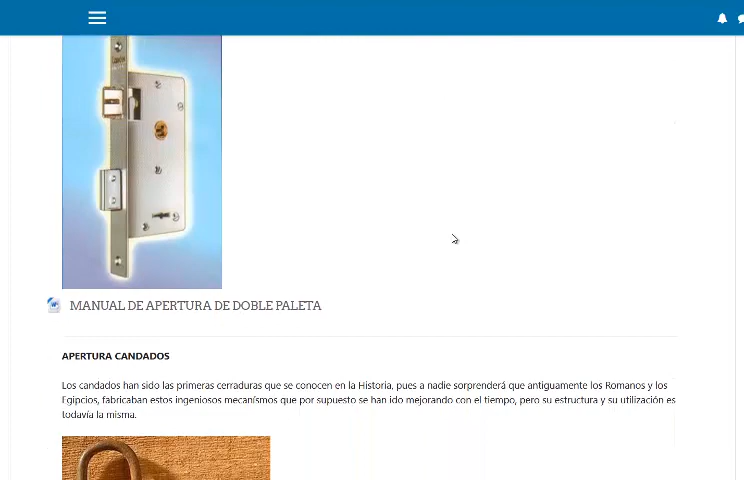 MANUAL DE APERTURA DE DOBLE PALETA
APERTURA CANDADOS
Los candados han sido las primeras cerraduras que se conocen en la Historia, pues a nadie sorprenderá que antiguamente los Romanos y los
Egipcios, fabricaban estos ingeniosos mecanísmos que por supuesto se han ido mejorando con el tiempo, pero su estructura y su utilización es
todavía la misma.